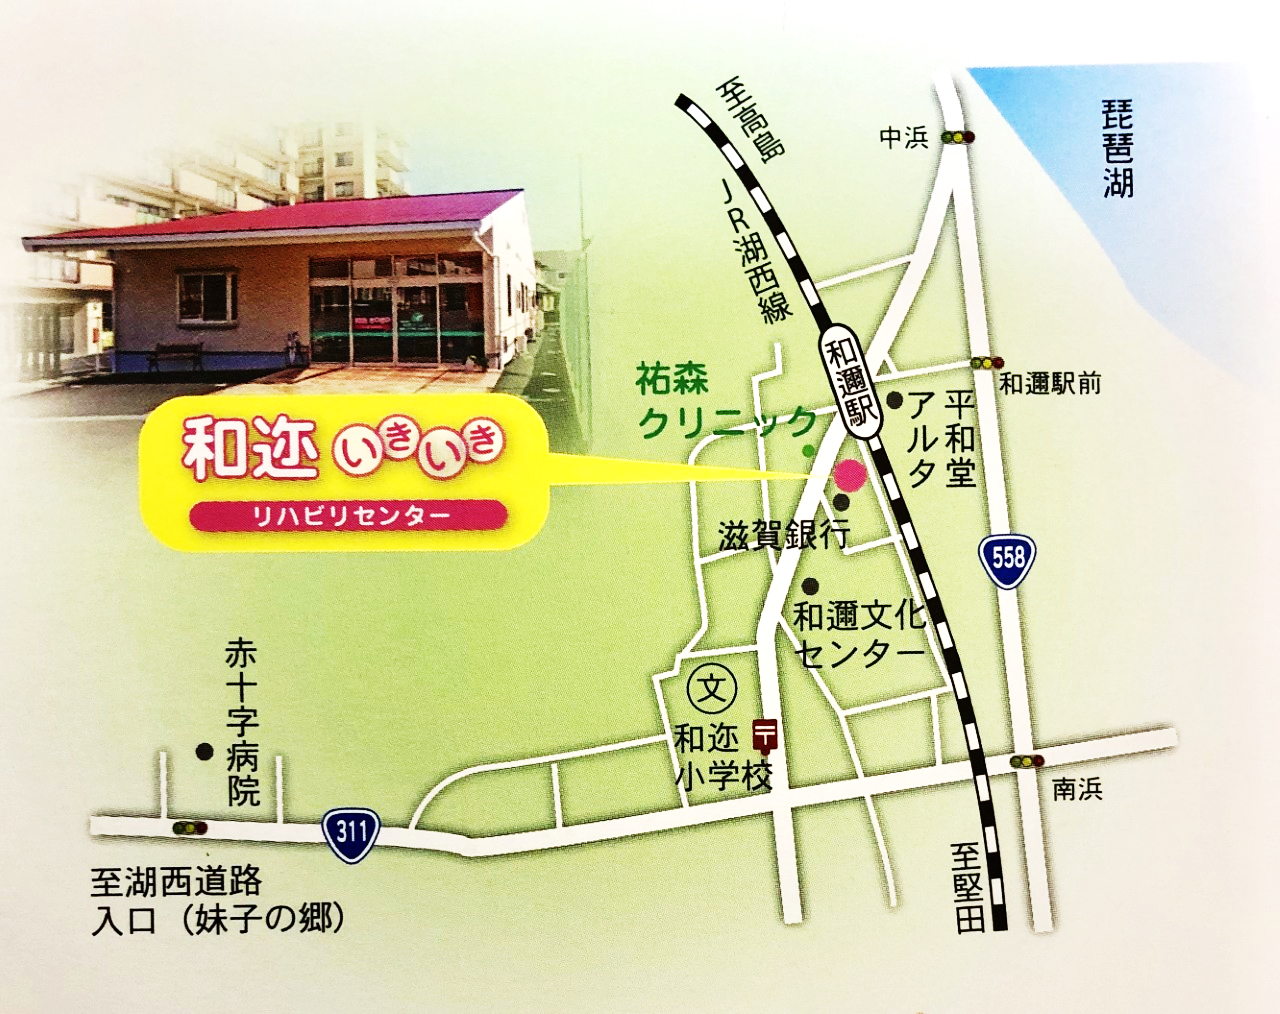 至高島
JR湖西線
中浜
琵琶湖
和邇駅
和邇駅前
祐森
クリニック
平和堂
アルタ
和迩いきいき
リハビリセンター
滋賀銀行
558
和邇文化
センター
赤十字病院
文
和迩
小学校
〒
南浜
311
至湖西道路
入口(妹子の郷)
至堅田